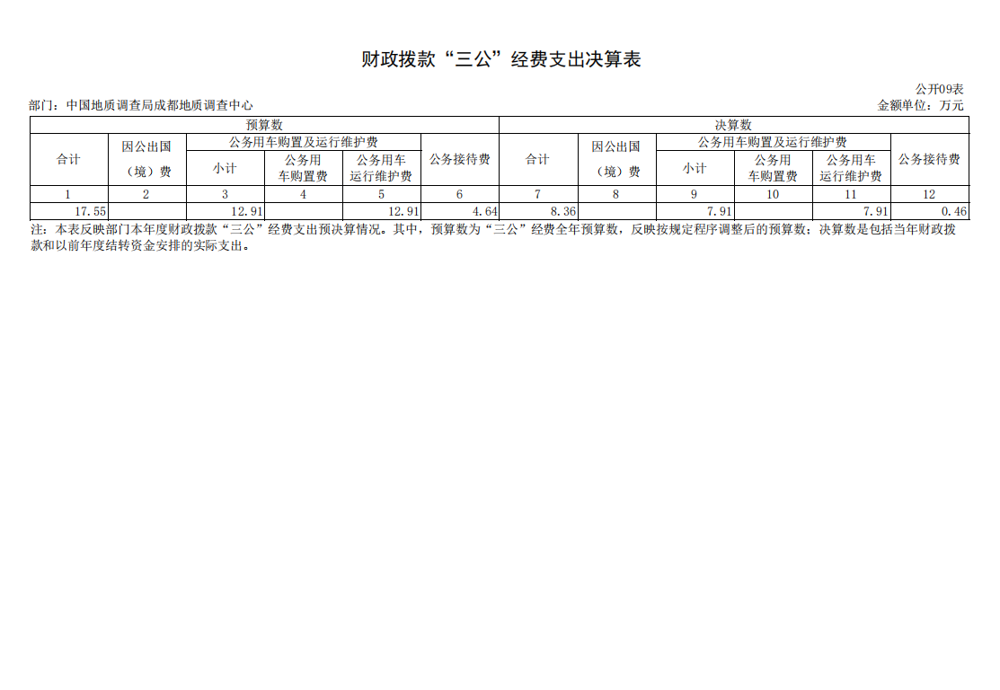 财政拨款“三公”经费支出决算表
公开09表
部门：中国地质调查局成都地质调查中心 金额单位：万元
预算数 决算数
合计 因公出国（境）费 公务用车购置及运行维护费 公务接待费 合计 因公出国（境）费 公务用车购置及运行维护费 公务接待费
小计 公务用车购置费 公务用车运行维护费 小计 公务用车购置费 公务用车运行维护费
1 2 3 4 5 6 7 8 9 10 11 12
17.55 12.91 12.91 4.64 8.36 7.91 7.91 0.46
注：本表反映部门本年度财政拨款“三公”经费支出预决算情况。其中，预算数为“三公”经费全年预算数，反映按规定程序调整后的预算数；决算数是包括当年财政拨
款和以前年度结转资金安排的实际支出。